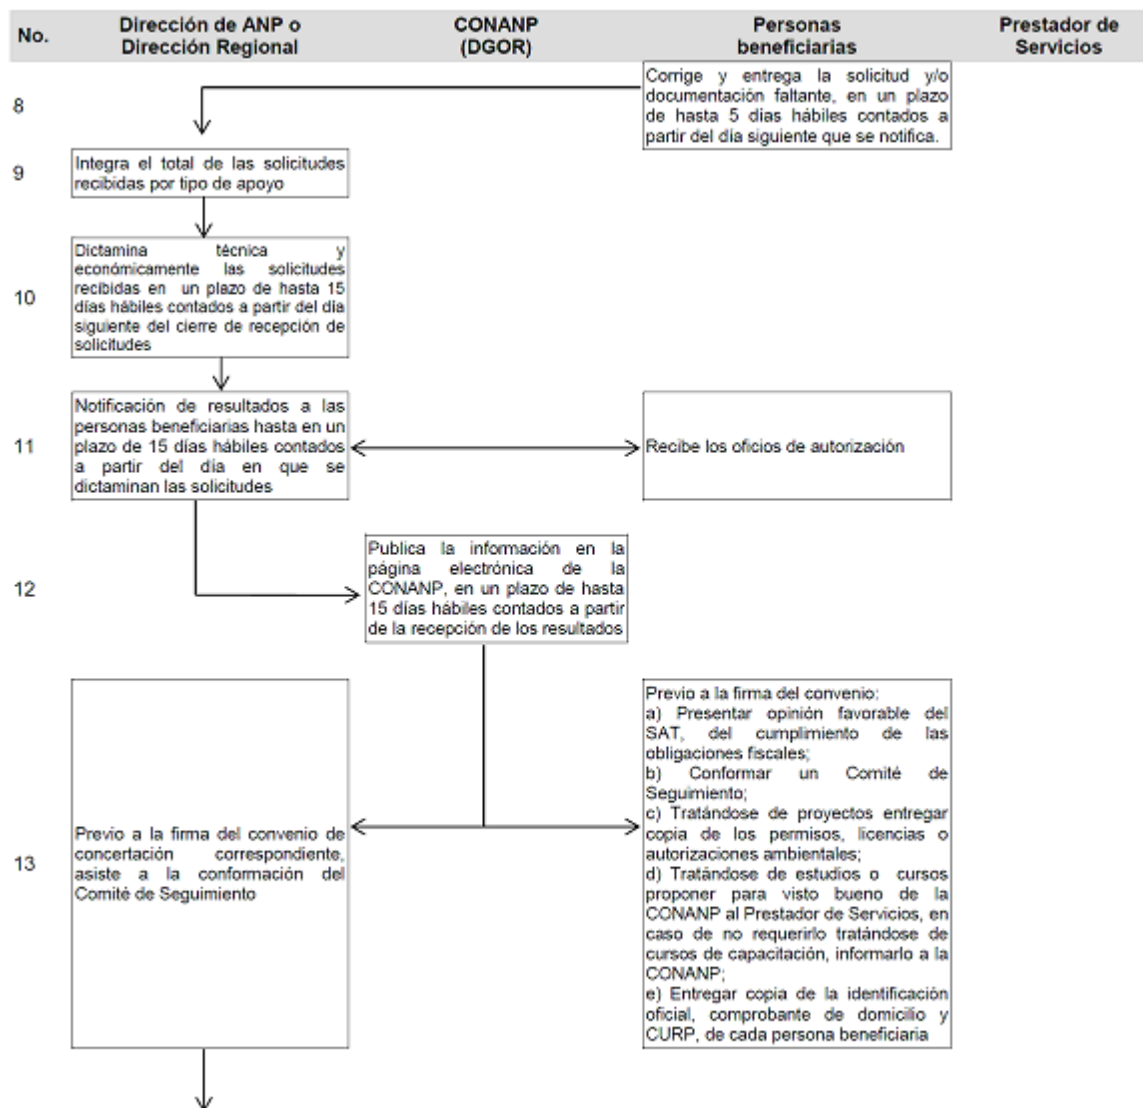 No.
Dirección de ANP o
Dirección Regional
CONANP
(DGOR)
Personas
beneficiarias
Prestador de
Servicios
8
Corrige y entrega la solicitud y/o
documentación faltante, en un plazo
de hasta 5 días hábiles contados a
partir del día siguiente que se notifica.
9
Integra el total de las solicitudes
recibidas por tipo de apoyo
10
Dictamina técnica y
económicamente las solicitudes
recibidas en un plazo de hasta 15
días hábiles contados a partir del día
siguiente del cierre de recepción de
solicitudes
11
Notificación de resultados a las
personas beneficiarias hasta en un
plazo de 15 días hábiles contados
a partir del día en que se
dictaminan las solicitudes
Recibe los oficios de autorización
12
Publica la información en la
página electrónica de la
CONANP, en un plazo de hasta
15 días hábiles contados a partir
de la recepción de los resultados
13
Previo a la firma del convenio de
concertación correspondiente,
asiste a la conformación del
Comité de Seguimiento
Previo a la firma del convenio:
a) Presentar opinión favorable del
SAT, del cumplimiento de las
obligaciones fiscales;
b) Conformar un Comité de
Seguimiento;
c) Tratándose de proyectos entregar
copia de los permisos, licencias o
autorizaciones ambientales;
d) Tratándose de estudios o cursos
proponer para visto bueno de la
CONANP al Prestador de Servicios, en
caso de no requerirlo tratándose de
cursos de capacitación, informarlo a la
CONANP;
e) Entregar copia de la identificación
oficial, comprobante de domicilio y
CURP, de cada persona beneficiaria